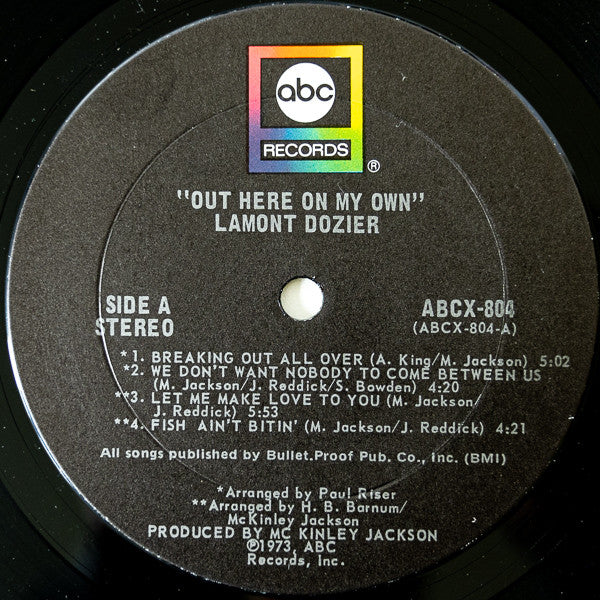 abc
RECORDS
®
"OUT HERE ON MY OWN"
LAMONT DOZIER
SIDE A
STEREO
ABCX-804
(ABCX-804-A)
*1. BREAKING OUT ALL OVER (A. King/M. Jackson) 5:02
*2. WE DON'T WANT NOBODY TO COME BETWEEN US
(M. Jackson/J. Reddick/S. Bowden) 4:20
**3. LET ME MAKE LOVE TO YOU (M. Jackson/
J. Reddick) 5:53
**4. FISH AIN'T BITIN' (M. Jackson/J. Reddick) 4:21
All songs published by Bullet.Proof Pub. Co., Inc. (BMI)
*Arranged by Paul Riser
**Arranged by H. B. Barnum/
McKinley Jackson
PRODUCED BY MC KINLEY JACKSON
℗1973, ABC
Records, Inc.